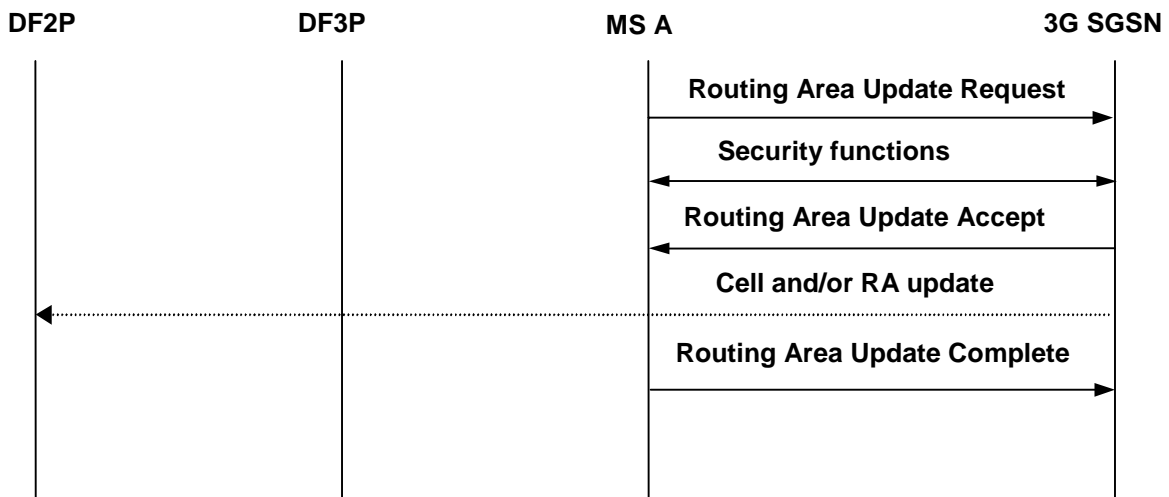 DF2P
DF3P
MS A
3G SGSN
Routing Area Update Request
Security functions
Routing Area Update Accept
Cell and/or RA update
Routing Area Update Complete